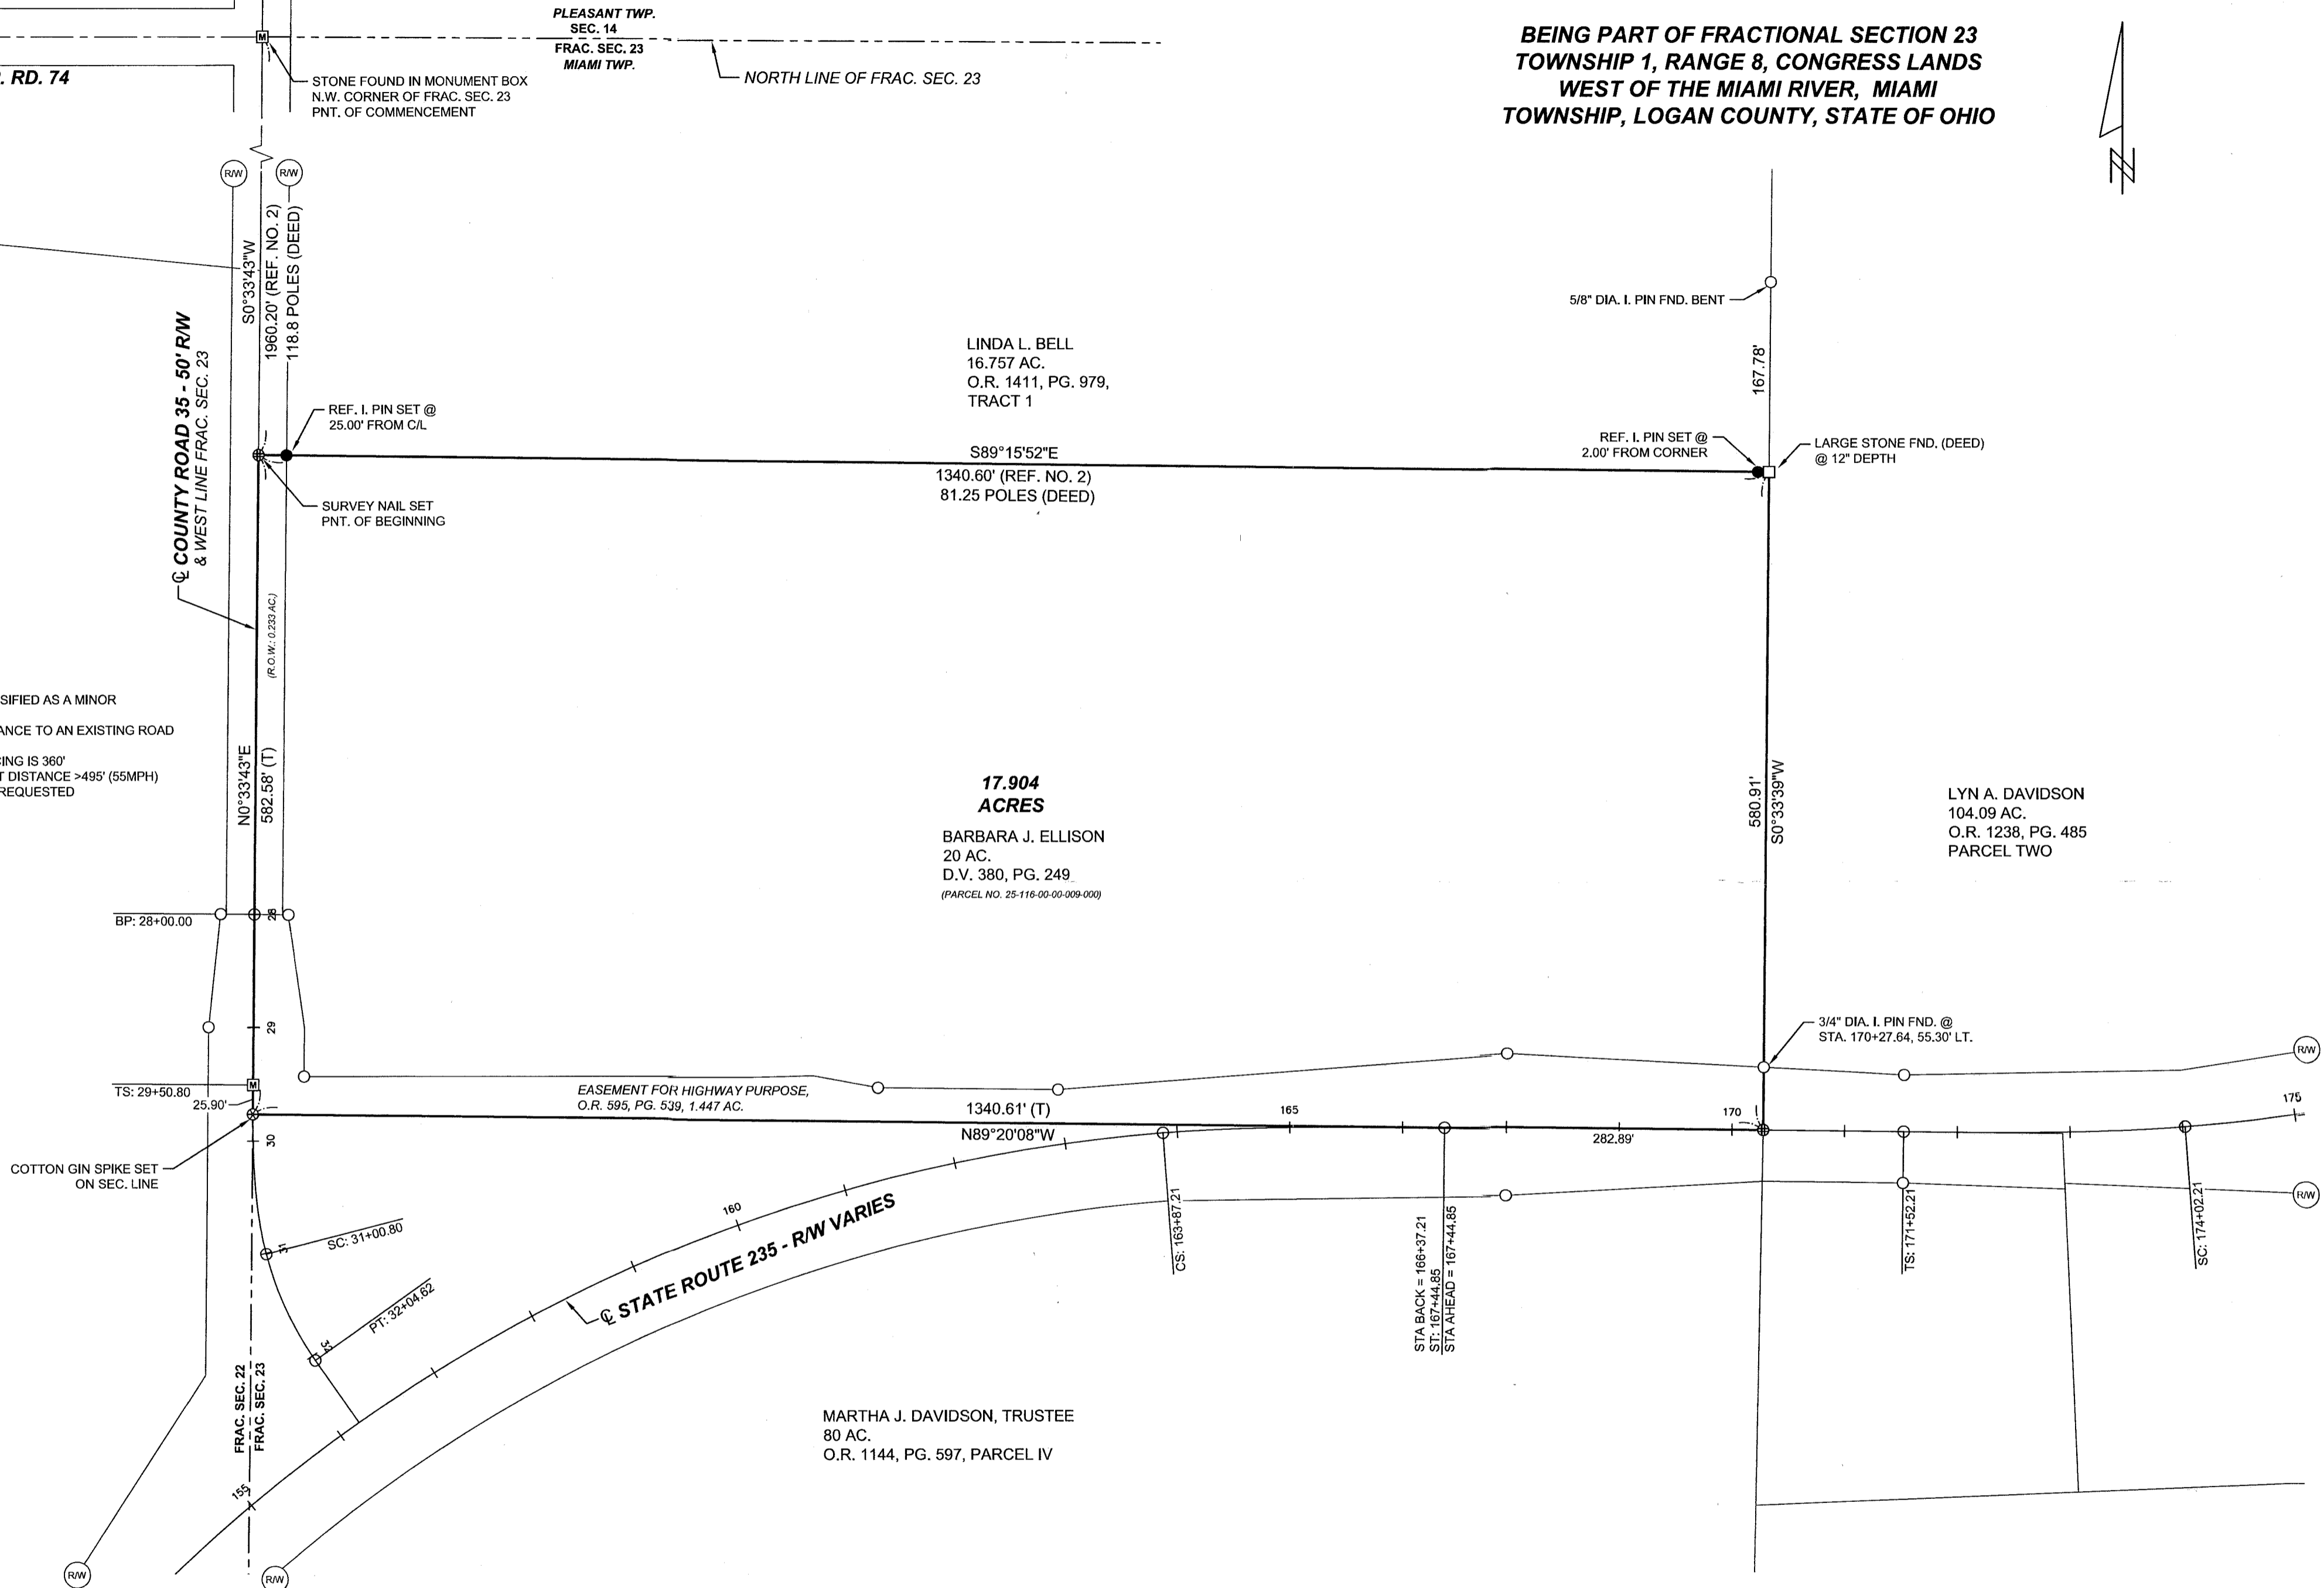 PLEASANT TWP.
SEC. 14
FRAC. SEC. 23
MIAMI TWP.
BEING PART OF FRACTIONAL SECTION 23
TOWNSHIP 1, RANGE 8, CONGRESS LANDS
WEST OF THE MIAMI RIVER, MIAMI
TOWNSHIP, LOGAN COUNTY, STATE OF OHIO
N
M
RD. 74
STONE FOUND IN MONUMENT BOX
N.W. CORNER OF FRAC. SEC. 23
PNT. OF COMMENCEMENT
NORTH LINE OF FRAC. SEC. 23
R/W
R/W
S0°33'43"W
1960.20' (REF. NO. 2)
118.8 POLES (DEED)
5/8" DIA. I. PIN FND. BENT
167.78'
LINDA L. BELL
16.757 AC.
O.R. 1411, PG. 979,
TRACT 1
℄ COUNTY ROAD 35 - 50' R/W
& WEST LINE FRAC. SEC. 23
REF. I. PIN SET @
25.00' FROM C/L
S89°15'52"E
1340.60' (REF. NO. 2)
81.25 POLES (DEED)
REF. I. PIN SET @
2.00' FROM CORNER
LARGE STONE FND. (DEED)
@ 12" DEPTH
SURVEY NAIL SET
PNT. OF BEGINNING
(R.O.W.: 0.233 AC.)
SIFIED AS A MINOR
ANCE TO AN EXISTING ROAD
CING IS 360'
T DISTANCE >495' (55MPH)
REQUESTED
N0°33'43"E
582.58' (T)
17.904
ACRES
BARBARA J. ELLISON
20 AC.
D.V. 380, PG. 249
(PARCEL NO. 25-116-00-00-009-000)
580.91'
S0°33'39"W
LYN A. DAVIDSON
104.09 AC.
O.R. 1238, PG. 485
PARCEL TWO
BP: 28+00.00
28
29
3/4" DIA. I. PIN FND. @
STA. 170+27.64, 55.30' LT.
R/W
TS: 29+50.80
M
25.90'
EASEMENT FOR HIGHWAY PURPOSE,
O.R. 595, PG. 539, 1.447 AC.
1340.61' (T)
N89°20'08"W
165
170
175
282.89'
30
COTTON GIN SPIKE SET
ON SEC. LINE
R/W
31
SC: 31+00.80
160
℄ STATE ROUTE 235 - R/W VARIES
CS: 163+87.21
STA BACK = 166+37.21
ST: 167+44.85
STA AHEAD = 167+44.85
TS: 171+52.21
SC: 174+02.21
32
PT: 32+04.62
FRAC. SEC. 22
FRAC. SEC. 23
MARTHA J. DAVIDSON, TRUSTEE
80 AC.
O.R. 1144, PG. 597, PARCEL IV
155
R/W
R/W